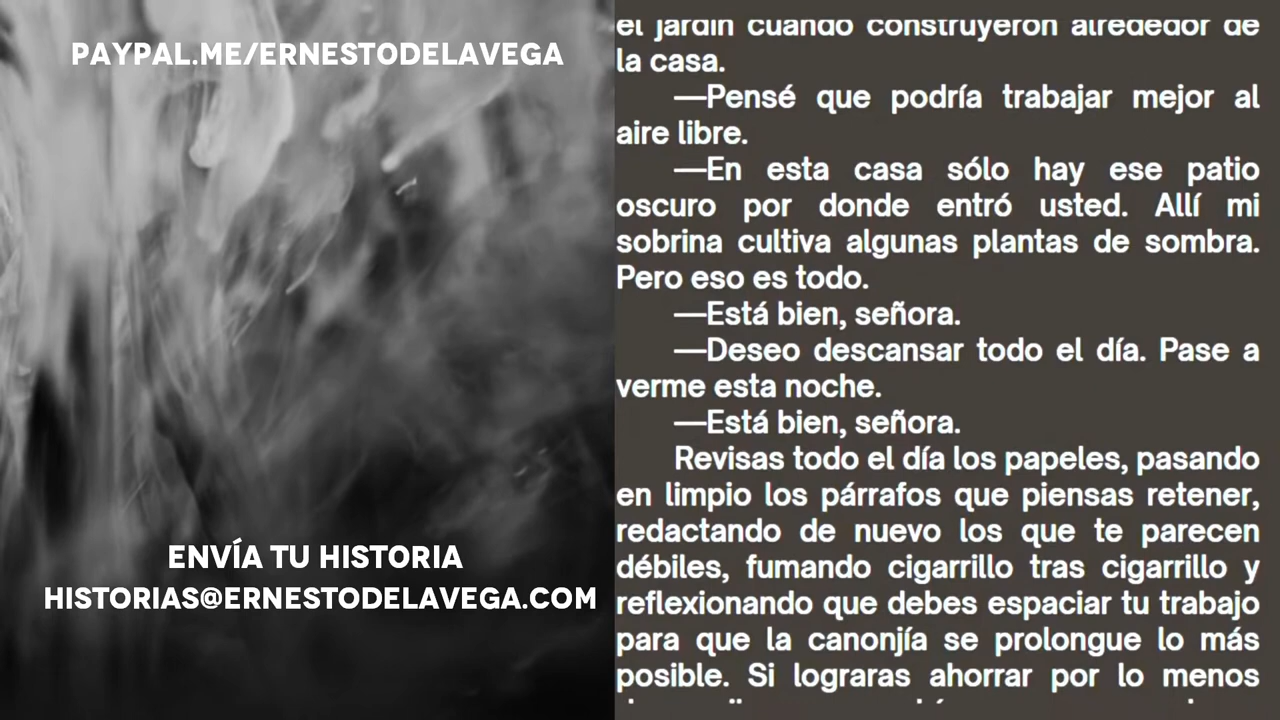 PAYPAL.ME/ERNESTODELAVEGA
ENVÍA TU HISTORIA
HISTORIAS@ERNESTODELAVEGA.COM
el jardín cuando construyeron alrededor de
la casa.
—Pensé que podría trabajar mejor al
aire libre.
—En esta casa sólo hay ese patio
oscuro por donde entró usted. Allí mi
sobrina cultiva algunas plantas de sombra.
Pero eso es todo.
—Está bien, señora.
—Deseo descansar todo el día. Pase a
verme esta noche.
—Está bien, señora.
Revisas todo el día los papeles, pasando
en limpio los párrafos que piensas retener,
redactando de nuevo los que te parecen
débiles, fumando cigarrillo tras cigarrillo y
reflexionando que debes espaciar tu trabajo
para que la canonjía se prolongue lo más
posible. Si lograras ahorrar por lo menos